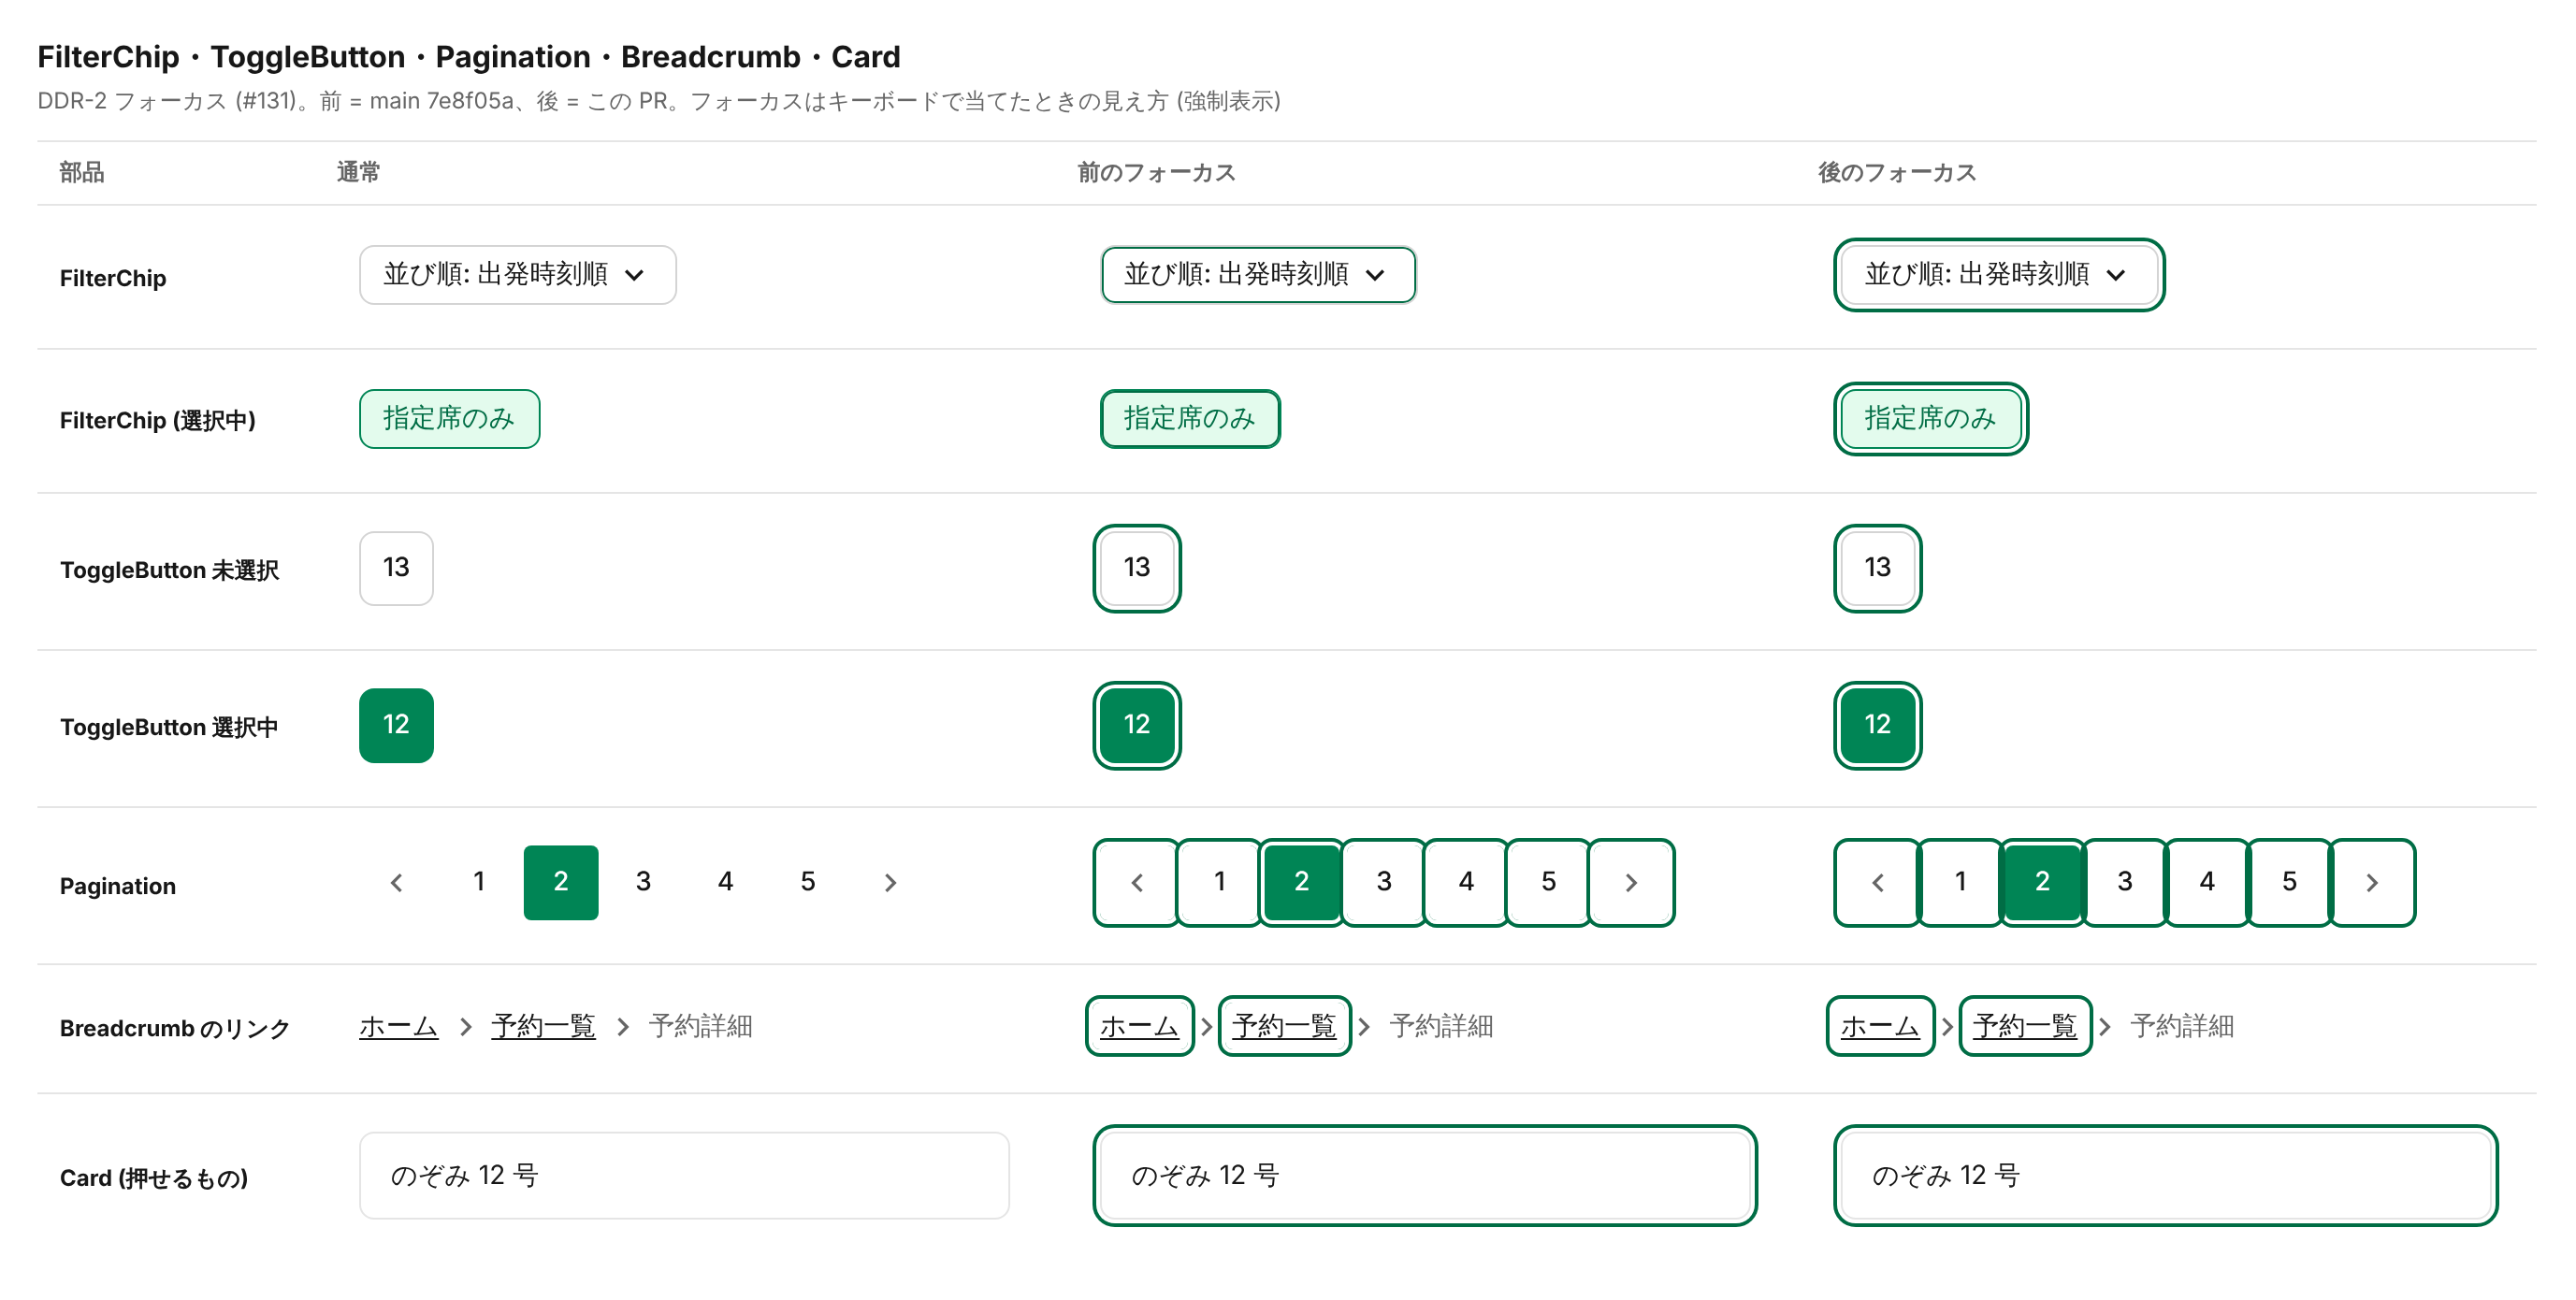 FilterChip・ToggleButton・Pagination・Breadcrumb・Card
DDR-2 フォーカス (#131)。前 = main 7e8f05a、後 = この PR。フォーカスはキーボードで当てたときの見え方 (強制表示)
部品 通常 前のフォーカス 後のフォーカス
FilterChip 並び順: 出発時刻順 並び順: 出発時刻順 並び順: 出発時刻順
FilterChip (選択中) 指定席のみ 指定席のみ 指定席のみ
ToggleButton 未選択 13 13 13
ToggleButton 選択中 12 12 12
Pagination 1 2 3 4 5 1 2 3 4 5 1 2 3 4 5
Breadcrumb のリンク ホーム 予約一覧 予約詳細 ホーム 予約一覧 予約詳細 ホーム 予約一覧 予約詳細
Card (押せるもの) のぞみ 12 号 のぞみ 12 号 のぞみ 12 号